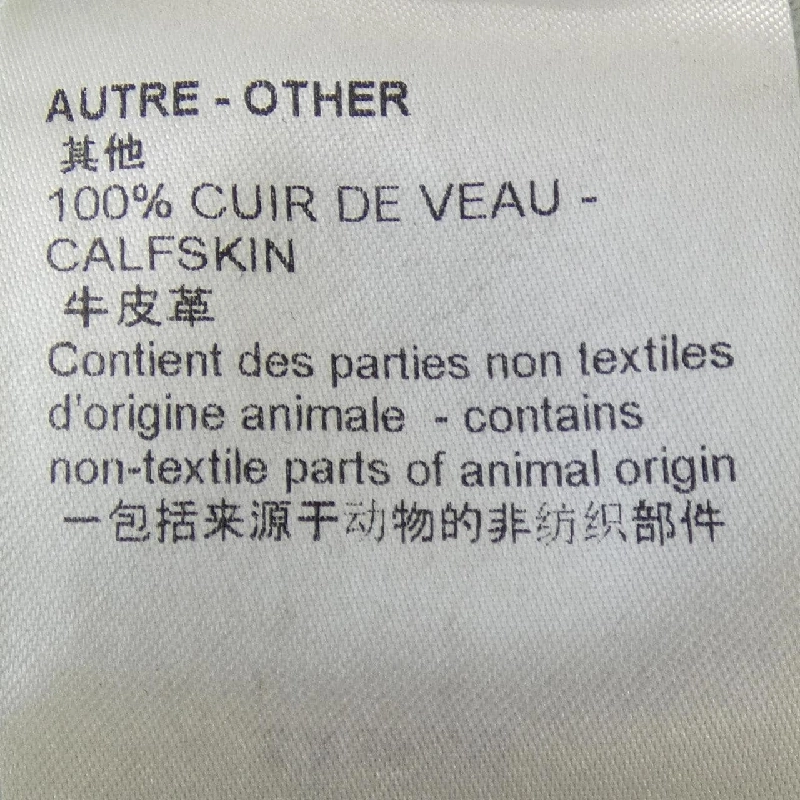 AUTRE - OTHER
其他
100% CUIR DE VEAU -
CALFSKIN
牛皮革
Contient des parties non textiles
d'origine animale - contains
non-textile parts of animal origin
一包括来源于动物的非纺织部件